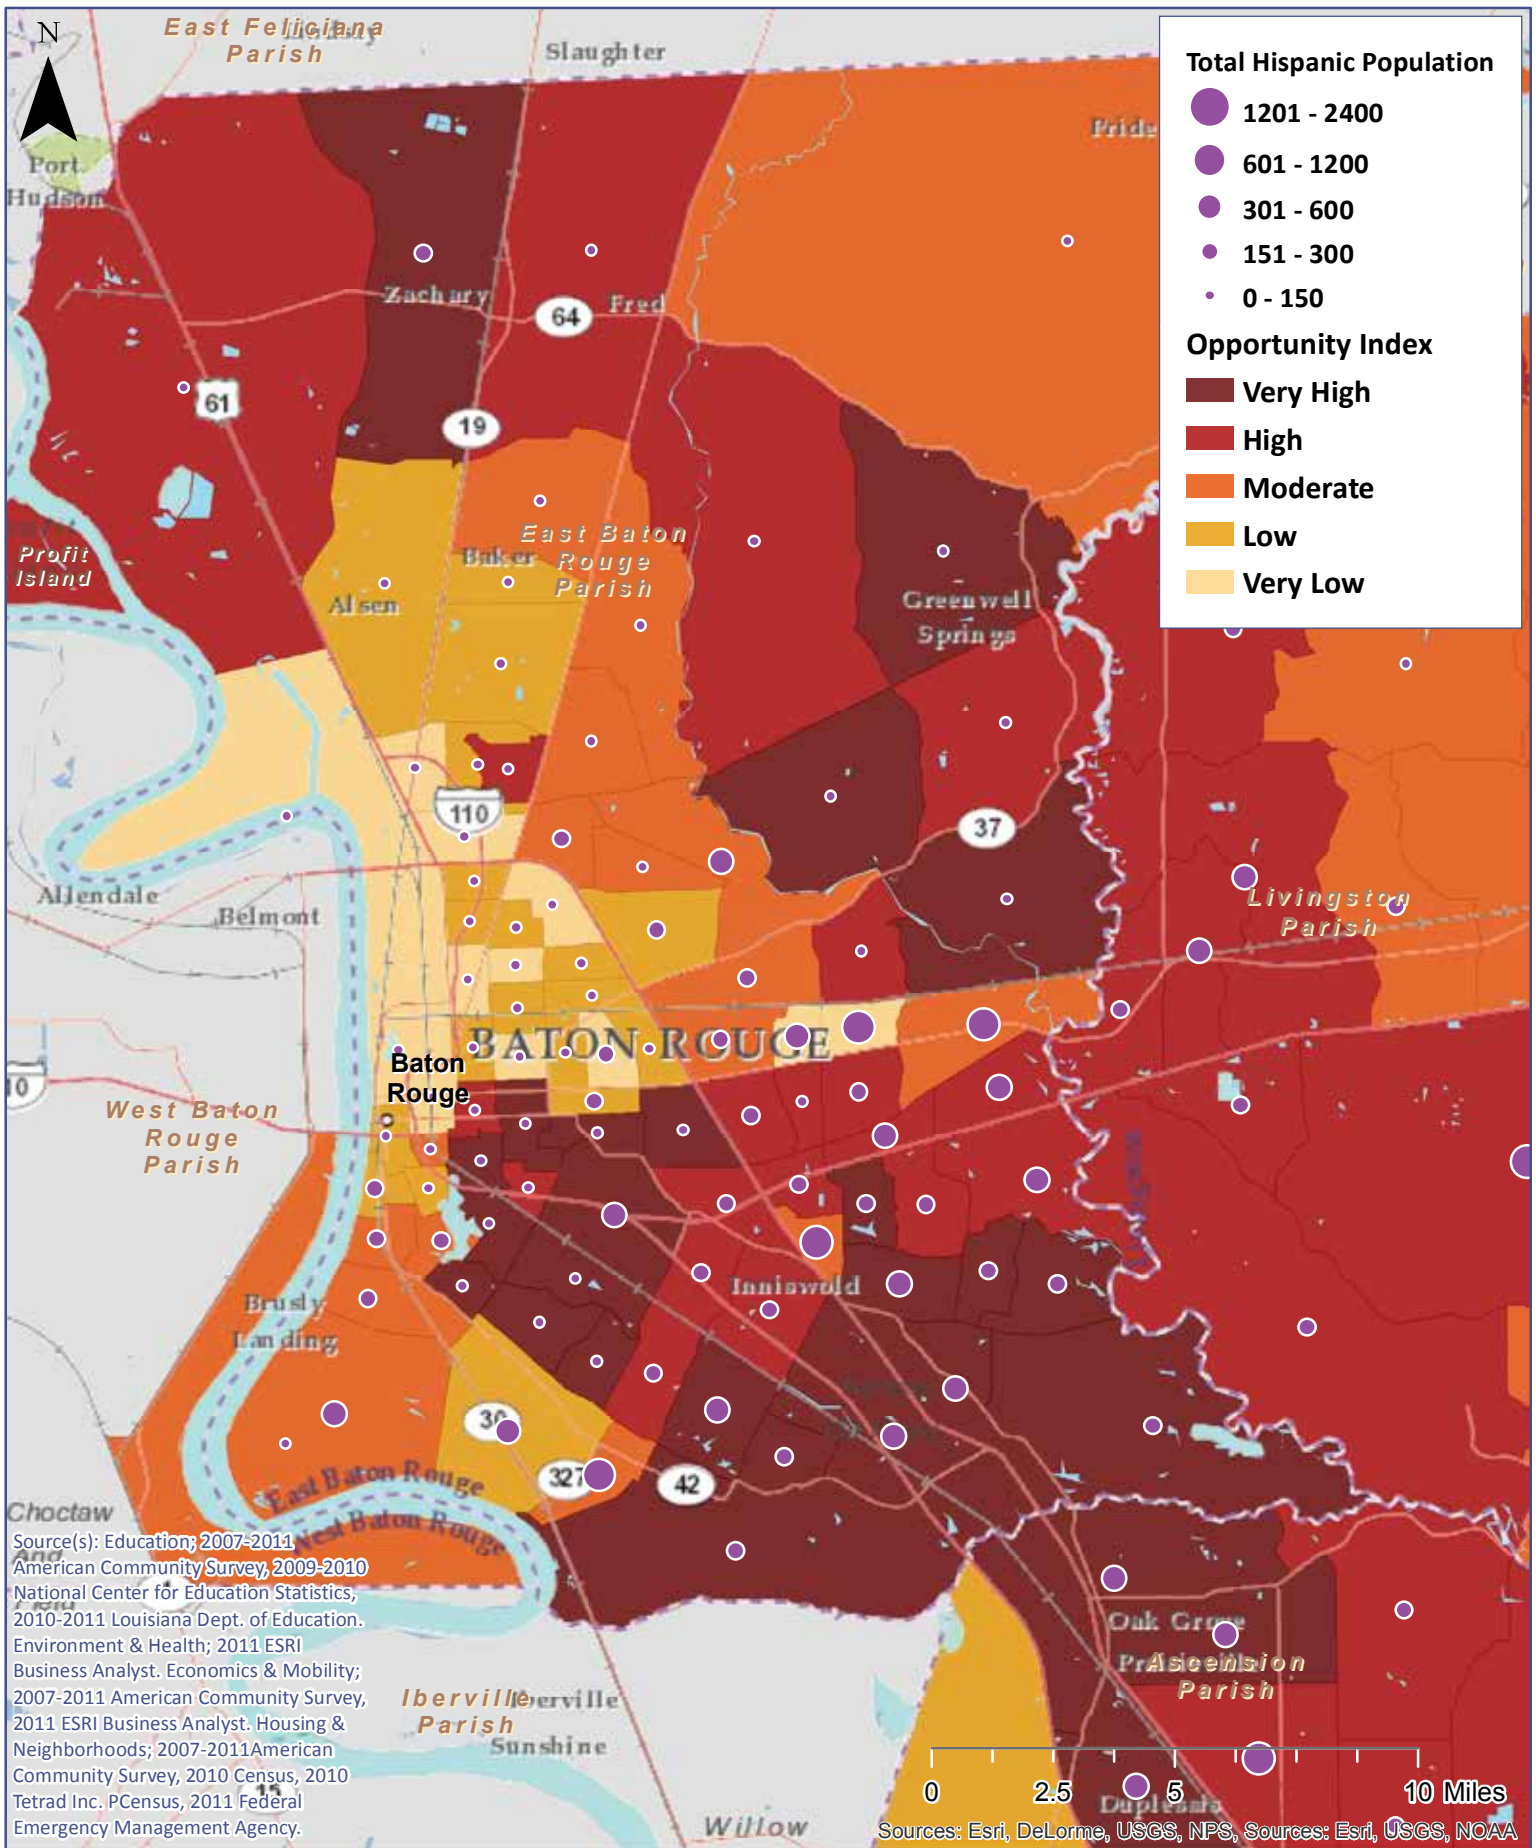 N
East Feliciana
Parish
Slaughter
Pride
Port
Hudson
Total Hispanic Population
1201 - 2400
601 - 1200
301 - 600
151 - 300
0 - 150
Opportunity Index
Very High
High
Moderate
Low
Very Low
Zachary
64
Fred
61
19
Profit
Island
East Baton
Rouge
Parish
Baker
Alsen
Greenwell
Springs
110
37
Allendale
Belmont
Livingston
Parish
BATON ROUGE
Baton
Rouge
10
West Baton
Rouge
Parish
Inniswold
Brusly
Landing
30
327
42
East Baton Rouge
West Baton Rouge
Choctaw
And
Field
Source(s): Education; 2007-2011
American Community Survey, 2009-2010
National Center for Education Statistics,
2010-2011 Louisiana Dept. of Education.
Environment & Health; 2011 ESRI
Business Analyst. Economics & Mobility;
2007-2011 American Community Survey,
2011 ESRI Business Analyst. Housing &
Neighborhoods; 2007-2011American
Community Survey, 2010 Census, 2010
Tetrad Inc. PCensus, 2011 Federal
Emergency Management Agency.
Oak Grove
Ascension
Parish
Iberville
Parish
Iberville
Sunshine
Willow
Duplessis
0 2.5 5 10 Miles
Sources: Esri, DeLorme, USGS, NPS, Sources: Esri, USGS, NOAA